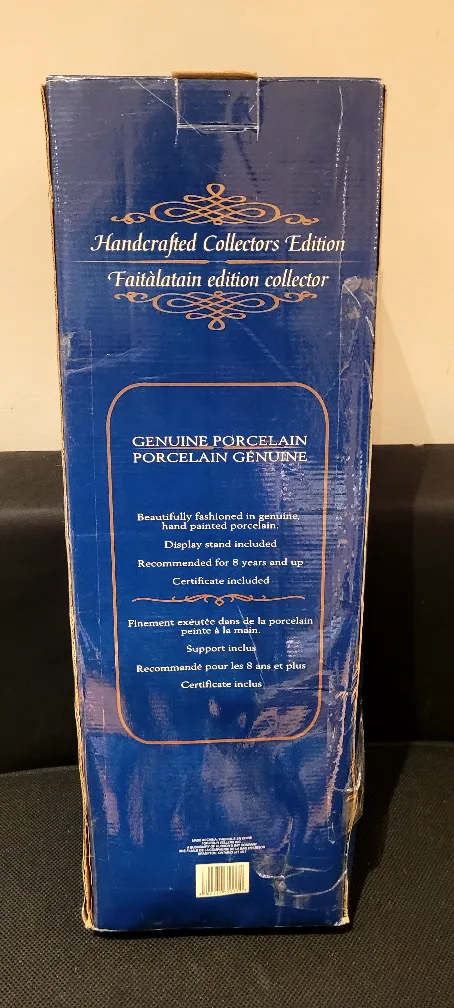 Handcrafted Collectors Edition
Faitàlatain edition collector
GENUINE PORCELAIN
PORCELAIN GÉNUINE
Beautifully fashioned in genuine,
hand painted porcelain.
Display stand included
Recommended for 8 years and up
Certificate included
Finement exéutée dans de la porcelain
peinte à la main.
Support inclus
Recommandé pour les 8 ans et plus
Certificate inclus